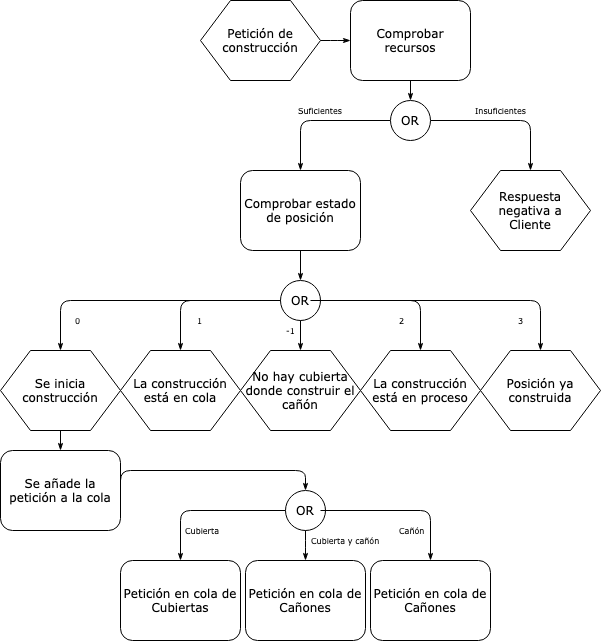 Petición de
construcción
Comprobar
recursos
OR
Suficientes
Insuficientes
Comprobar estado
de posición
Respuesta
negativa a
Cliente
OR
0
1
-1
2
3
Se inicia
construcción
La construcción
está en cola
No hay cubierta
donde construir el
cañón
La construcción
está en proceso
Posición ya
construida
Se añade la
petición a la cola
OR
Cubierta
Cubierta y cañón
Cañón
Petición en cola de
Cubiertas
Petición en cola de
Cañones
Petición en cola de
Cañones